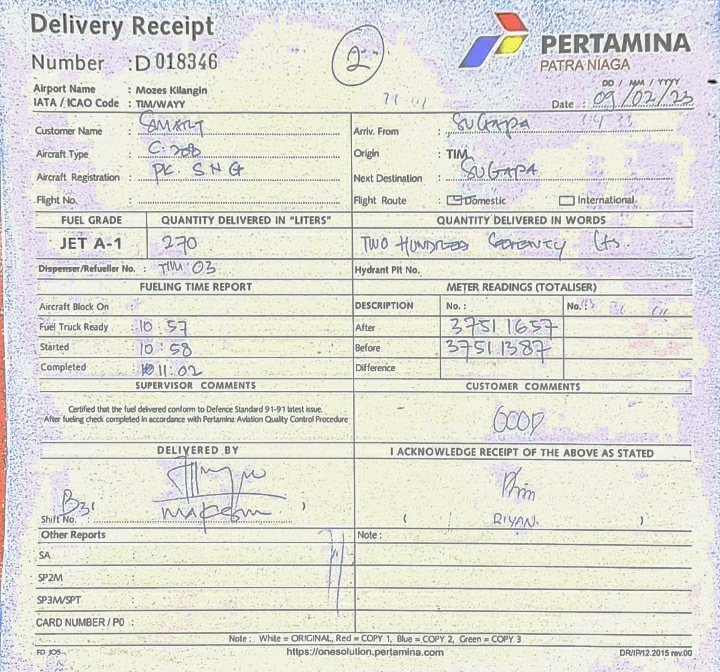 Delivery Receipt
Number : D 018346
2
PERTAMINA
PATRA NIAGA
Airport Name : Mozes Kilangin
IATA / ICAO Code : TIM/WAYY
DD / MM / YYYY
Date : 09/02/23
Customer Name : SMART
Arriv. From : SUGAPA
Aircraft Type : C 208
Origin : TIM
Aircraft Registration : PK. SNG
Next Destination : SUGAPA
Flight No. :
Flight Route : Domestic International
FUEL GRADE QUANTITY DELIVERED IN "LITERS" QUANTITY DELIVERED IN WORDS
JET A-1 270 TWO HUNDRED SEVENTY Lts.
Dispenser/Refueller No. : TIM 03 Hydrant Pit No.
FUELING TIME REPORT METER READINGS (TOTALISER)
Aircraft Block On : DESCRIPTION No. : No. :
Fuel Truck Ready : 10 : 57 After 37511657
Started : 10 : 58 Before 37511387
Completed : 11:02 Difference
SUPERVISOR COMMENTS CUSTOMER COMMENTS
Certified that the fuel delivered conform to Defence Standard 91-91 latest issue.
After fueling check completed in accordance with Pertamina Aviation Quality Control Procedure
GOOD
DELIVERED BY I ACKNOWLEDGE RECEIPT OF THE ABOVE AS STATED
Shift No.
( RIYAN. )
Other Reports Note :
SA :
SP2M :
SP3M/SPT :
CARD NUMBER / PO :
Note : White = ORIGINAL, Red = COPY 1, Blue = COPY 2, Green = COPY 3
https://onesolution.pertamina.com
DR/IP/12.2015 rev.00